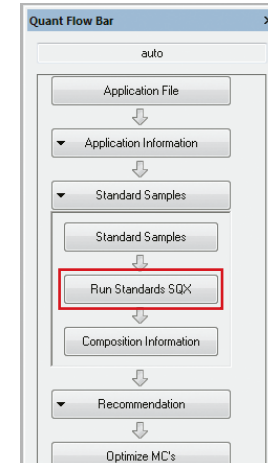 Quant Flow Bar
auto
Application File
Application Information
Standard Samples
Standard Samples
Run Standards SQX
Composition Information
Recommendation
Optimize MC's